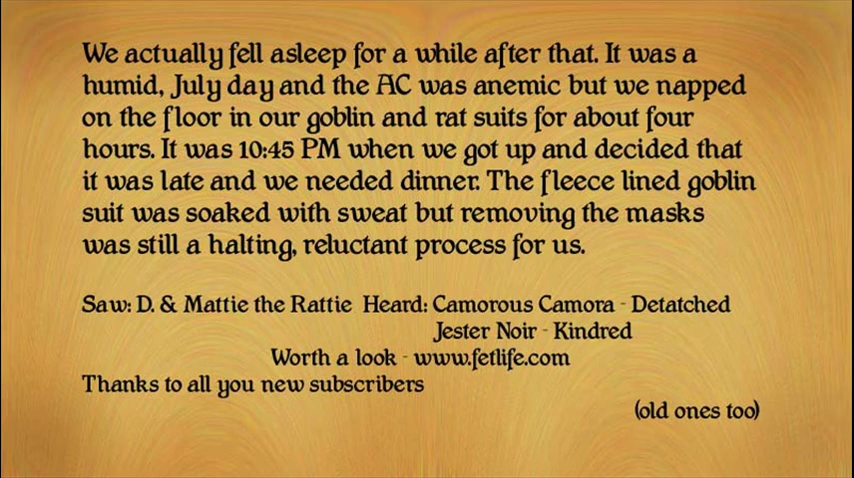 We actually fell asleep for a while after that. It was a
humid, July day and the AC was anemic but we napped
on the floor in our goblin and rat suits for about four
hours. It was 10:45 PM when we got up and decided that
it was late and we needed dinner. The fleece lined goblin
suit was soaked with sweat but removing the masks
was still a halting, reluctant process for us.
Saw: D. & Mattie the Rattie Heard: Camorous Camora - Detatched
Jester Noir - Kindred
Worth a look - www.fetlife.com
Thanks to all you new subscribers
(old ones too)